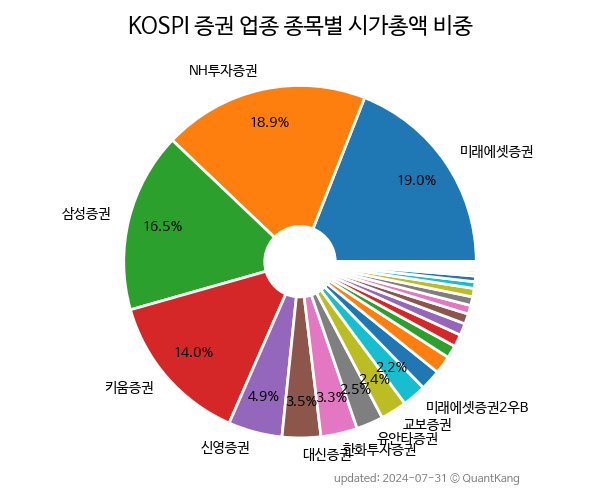 KOSPI 증권 업종 종목별 시가총액 비중
NH투자증권
18.9%
미래에셋증권
19.0%
삼성증권
16.5%
14.0%
키움증권
4.9%
3.5%
3.3%
2.5%
2.4%
2.2%
미래에셋증권2우B
교보증권
유안타증권
한화투자증권
대신증권
신영증권
updated: 2024-07-31 © QuantKang